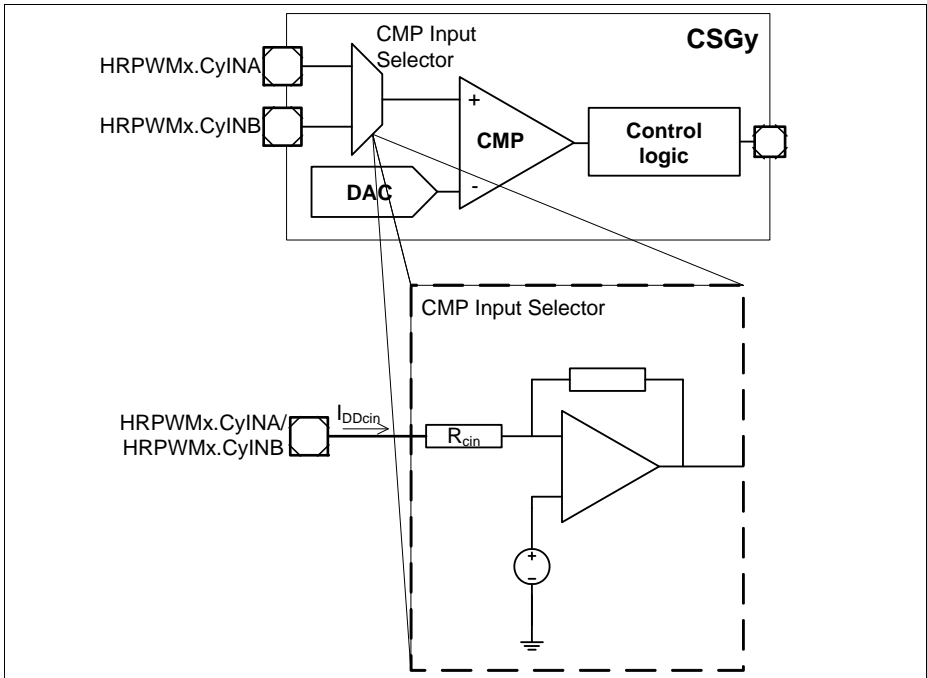 CSGy
CMP Input
Selector
HRPWMx.CyINA
HRPWMx.CyINB
+
CMP
-
Control
logic
DAC
CMP Input Selector
HRPWMx.CyINA/
HRPWMx.CyINB
IDDcin
Rcin
+
−